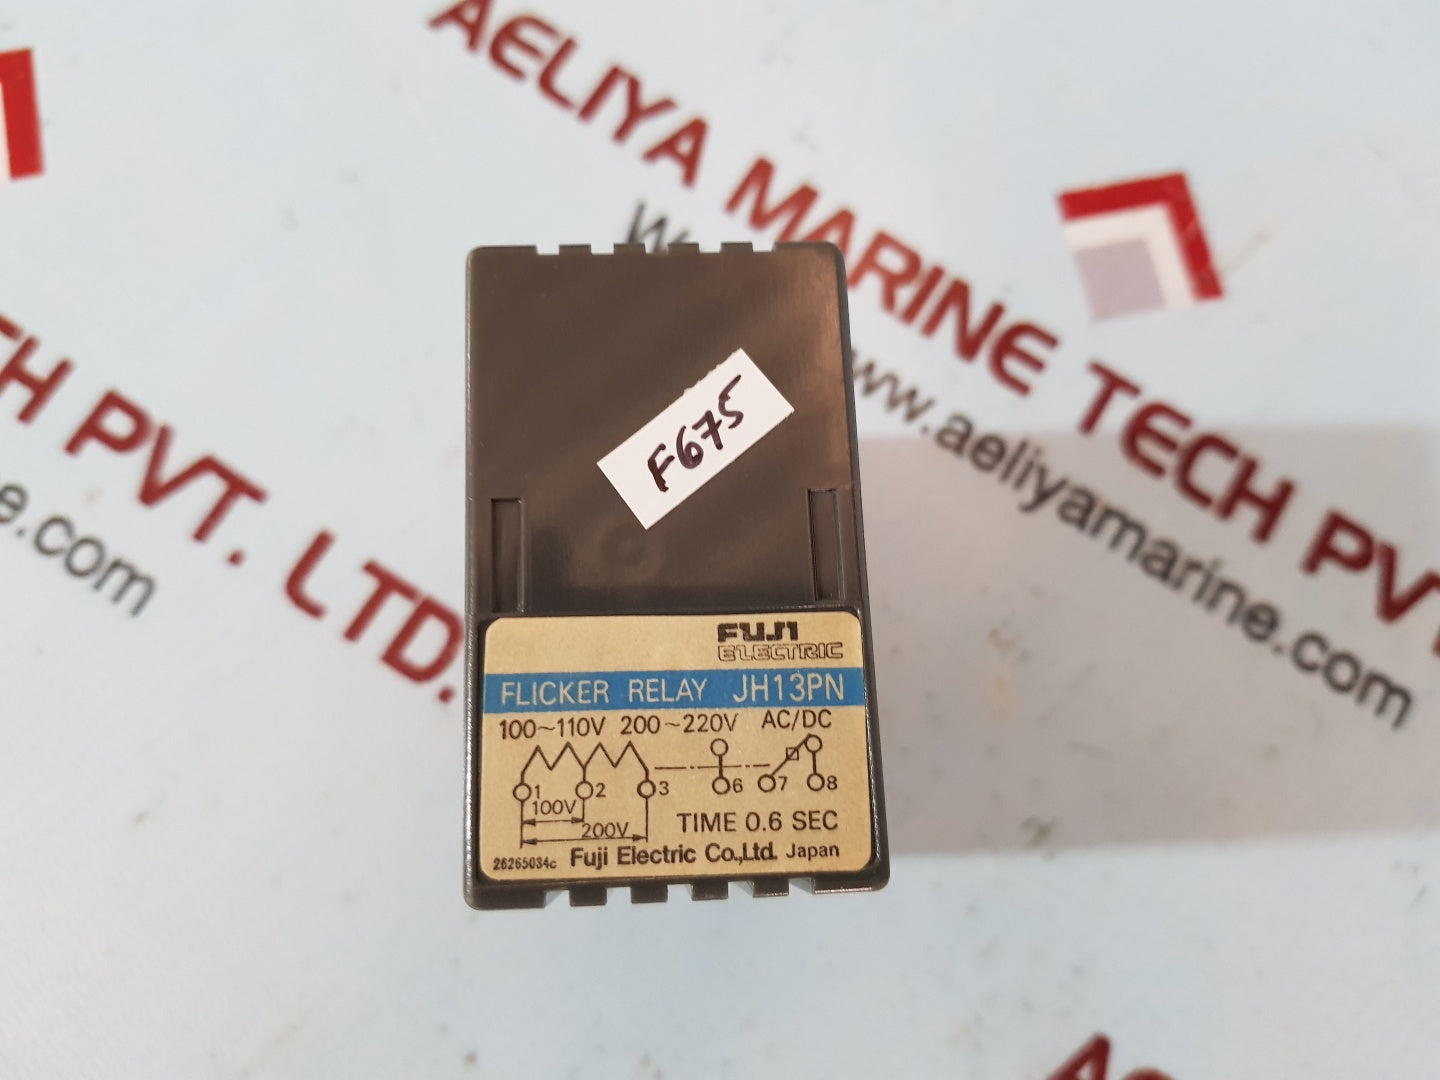 AELIYA MARINE TECH PVT
www.aeliyamarine.com
TH PVT. LTD.
e.com
F675
FUJI
ELECTRIC
FLICKER RELAY JH13PN
100~110V 200~220V AC/DC
1 2 3 6 7 8
100V
200V
TIME 0.6 SEC
26265034c Fuji Electric Co.,Ltd. Japan